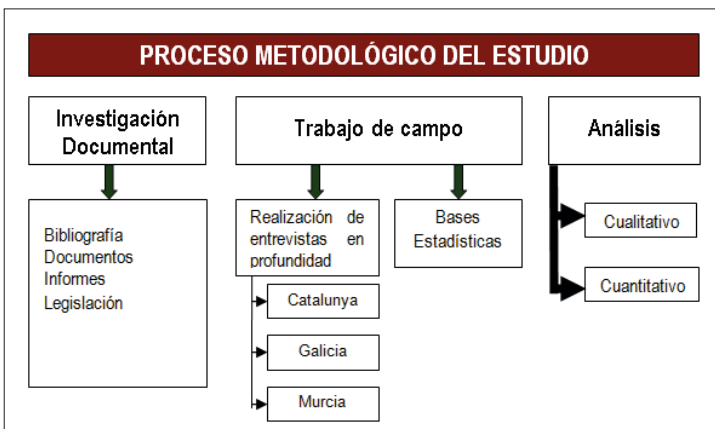 PROCESO METODOLÓGICO DEL ESTUDIO
Investigación
Documental
Bibliografía
Documentos
Informes
Legislación
Trabajo de campo
Realización de
entrevistas en
profundidad
Catalunya
Galicia
Murcia
Bases
Estadísticas
Análisis
Cualitativo
Cuantitativo